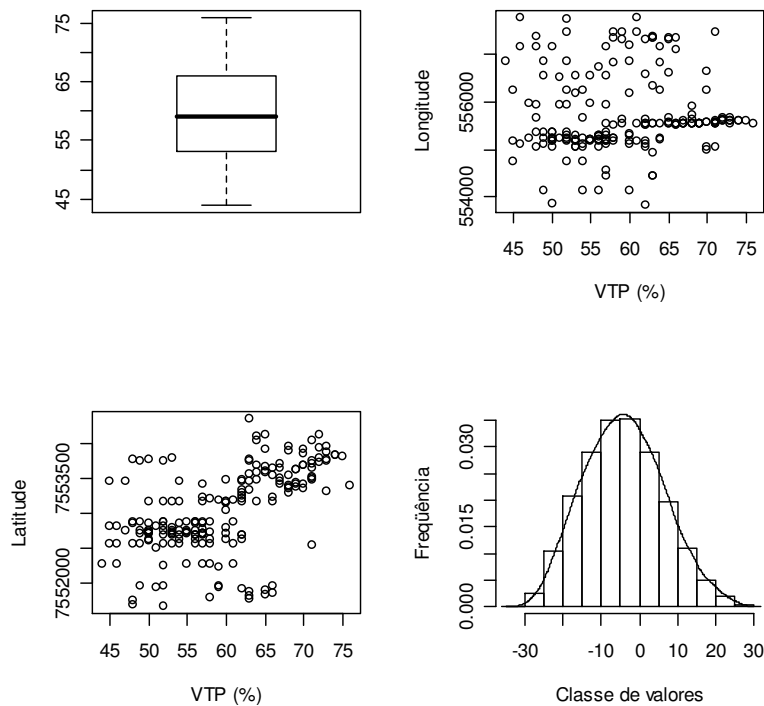 75
65
55
45
Longitude
556000
554000
45 50 55 60 65 70 75
VTP (%)
Latitude
7553500
7552000
45 50 55 60 65 70 75
VTP (%)
Freqüência
0.030
0.015
0.000
-30 -10 0 10 20 30
Classe de valores